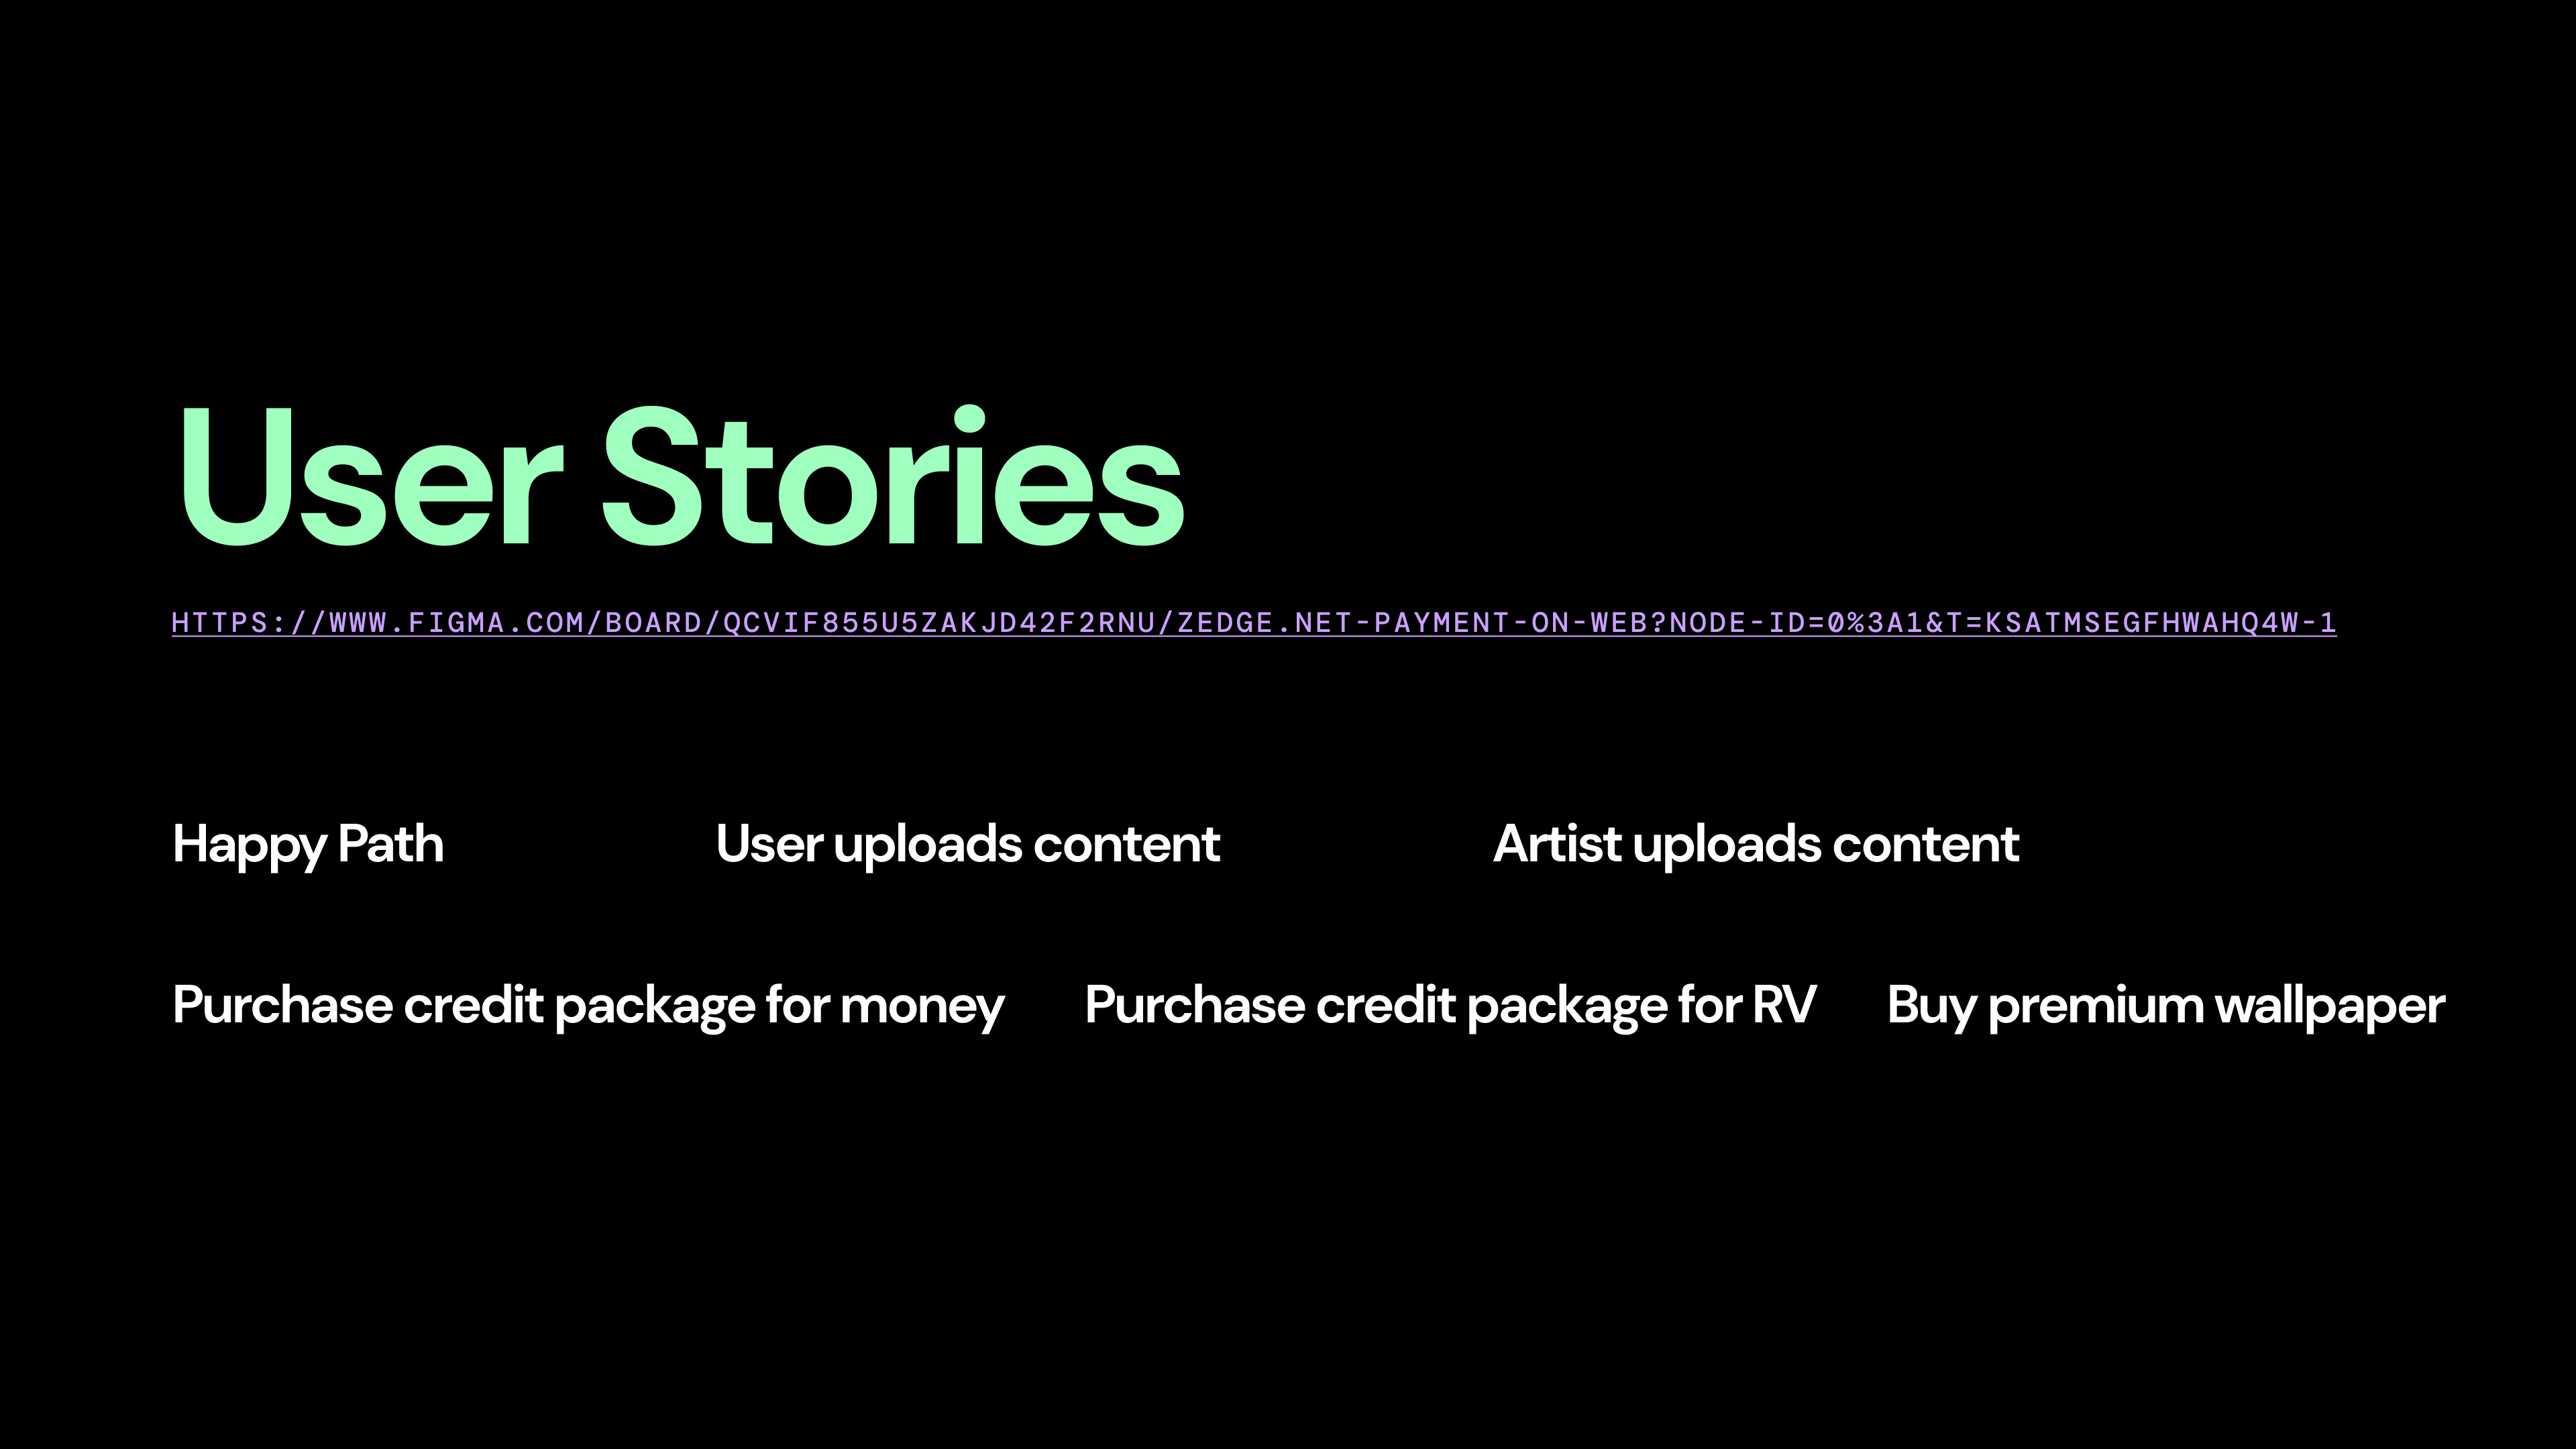 User Stories
HTTPS://WWW.FIGMA.COM/BOARD/QCVIF855U5ZAKJD42F2RNU/ZEDGE.NET-PAYMENT-ON-WEB?NODE-ID=0%3A1&T=KSATMSEGFHWAHQ4W-1
Happy Path User uploads content Artist uploads content
Purchase credit package for money Purchase credit package for RV Buy premium wallpaper